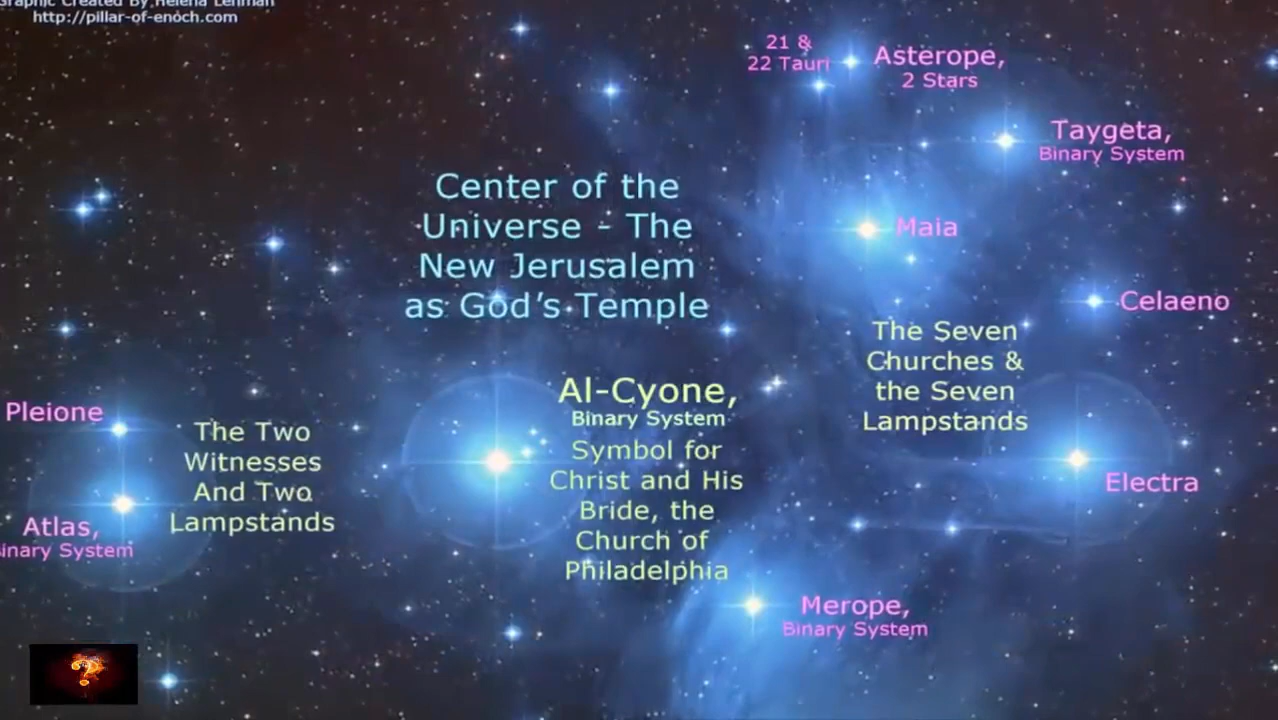 Graphic Created By Helena Lehman
http://pillar-of-enoch.com
21 &
22 Tauri
Asterope,
2 Stars
Taygeta,
Binary System
Center of the
Universe - The
New Jerusalem
as God's Temple
Maia
Celaeno
The Seven
Churches &
the Seven
Lampstands
Al-Cyone,
Binary System
Symbol for
Christ and His
Bride, the
Church of
Philadelphia
Pleione
The Two
Witnesses
And Two
Lampstands
Atlas,
Binary System
Electra
Merope,
Binary System
?